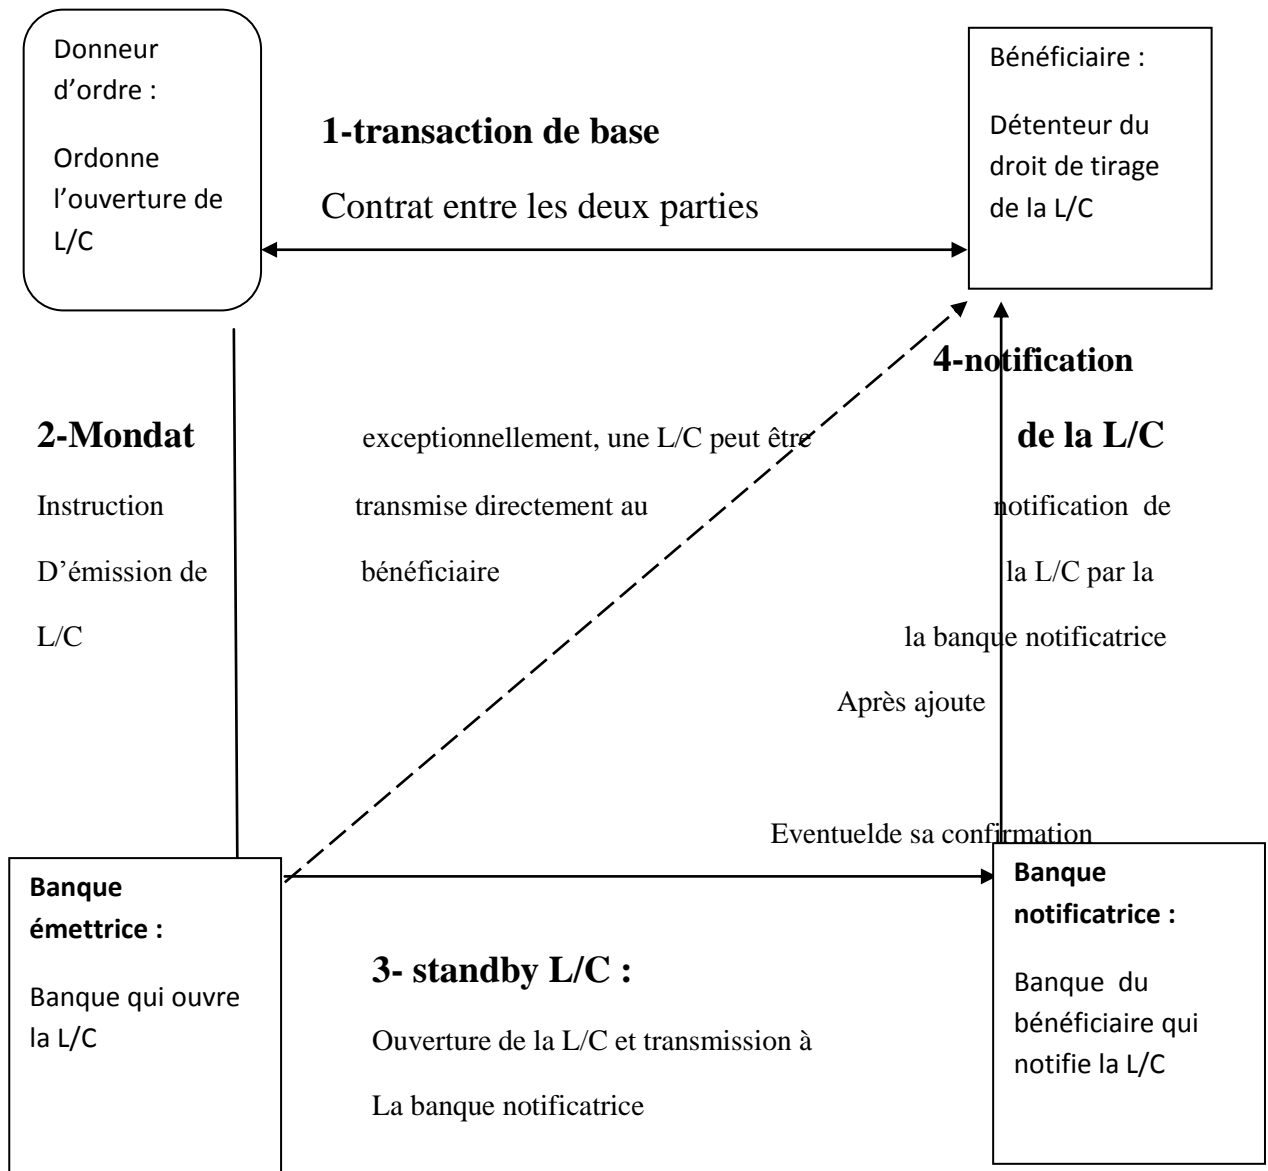 Donneur
d’ordre :
Ordonne
l’ouverture de
L/C
1-transaction de base
Contrat entre les deux parties
Bénéficiaire :
Détenteur du
droit de tirage
de la L/C
2-Mondat
Instruction
D’émission de
L/C
exceptionnellement, une L/C peut être
transmise directement au
bénéficiaire
4-notification
de la L/C
notification de
la L/C par la
la banque notificatrice
Après ajoute
Eventuelde sa confirmation
Banque
émettrice :
Banque qui ouvre
la L/C
3- standby L/C :
Ouverture de la L/C et transmission à
La banque notificatrice
Banque
notificatrice :
Banque du
bénéficiaire qui
notifie la L/C